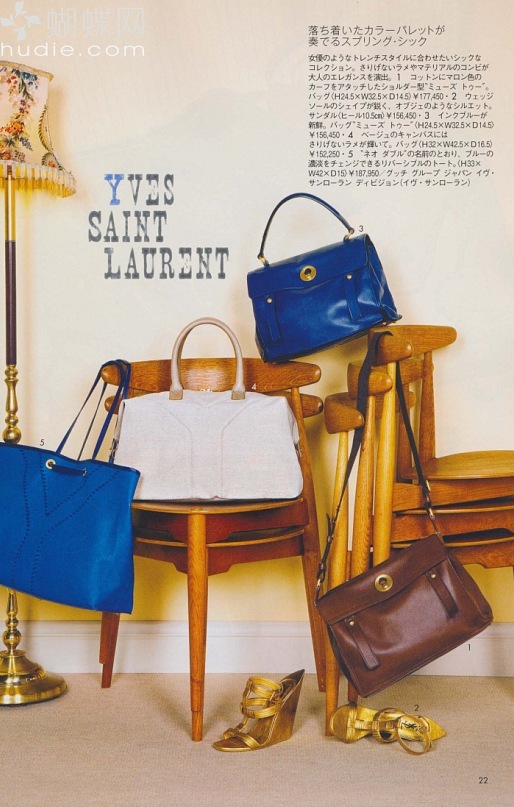 蝴蝶网
hudie.com
落ち着いたカラーパレットが
奏でるスプリング・シック
女優のようなトレンチスタイルに合わせたいシックな
コレクション。さりげないラメやマテリアルのコンビが
大人のエレガンスを演出。1 コットンにマロン色の
カーフをアタッチしたショルダー型“ミューズ トゥー”。
バッグ〈H24.5×W32.5×D14.5〉¥177,450・2 ウェッジ
ソールのシェイプが鋭く、オブジェのようなシルエット。
サンダル〈ヒール10.5cm〉¥156,450・3 インクブルーが
新鮮。バッグ“ミューズ トゥー”〈H24.5×W32.5×D14.5〉
¥156,450・4 ベージュのキャンバスには
さりげないラメが輝いて。バッグ〈H32×W42.5×D16.5〉
¥152,250・5 “ネオ ダブル”の名前のとおり、ブルーの
濃淡をチェンジできるリバーシブルのトート。〈H33×
W42×D15〉¥187,950／グッチ グループ ジャパン イヴ・
サンローラン ディビジョン(イヴ・サンローラン)
YVES
SAINT
LAURENT
3
4
5
1
2
22